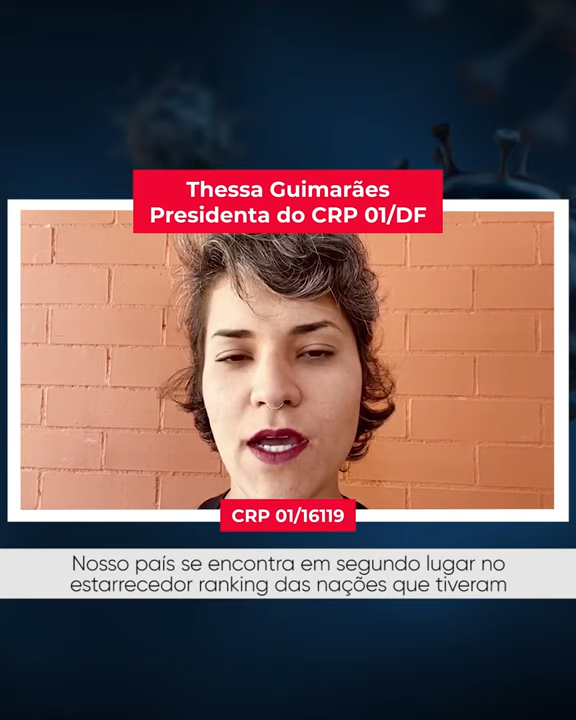 Thessa Guimarães
Presidenta do CRP 01/DF
CRP 01/16119
Nosso país se encontra em segundo lugar no
estarrecedor ranking das nações que tiveram